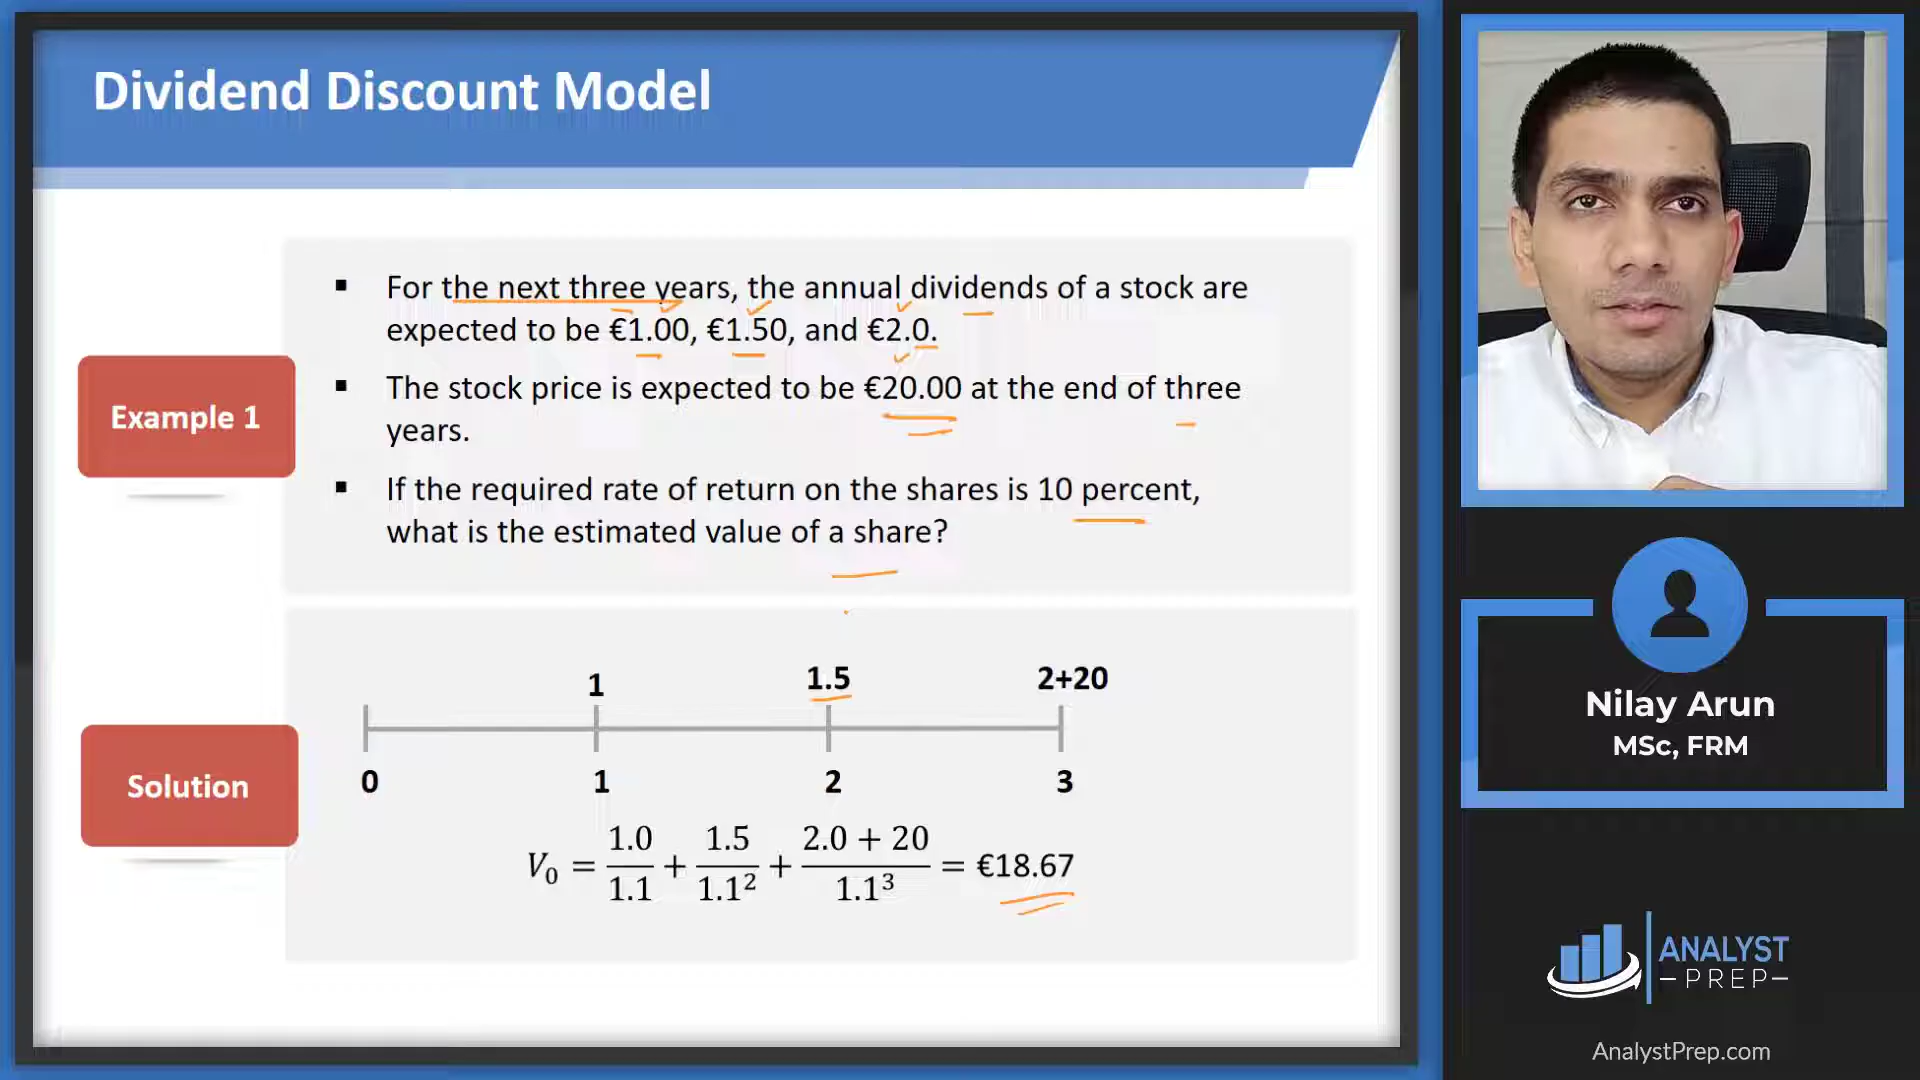 Dividend Discount Model
Example 1
▪ For the next three years, the annual dividends of a stock are
expected to be €1.00, €1.50, and €2.0.
▪ The stock price is expected to be €20.00 at the end of three
years.
▪ If the required rate of return on the shares is 10 percent,
what is the estimated value of a share?
Solution
1 1.5 2+20
0 1 2 3
V₀ = 1.0/1.1 + 1.5/1.1² + (2.0 + 20)/1.1³ = €18.67
Nilay Arun
MSc, FRM
ANALYST
PREP
AnalystPrep.com